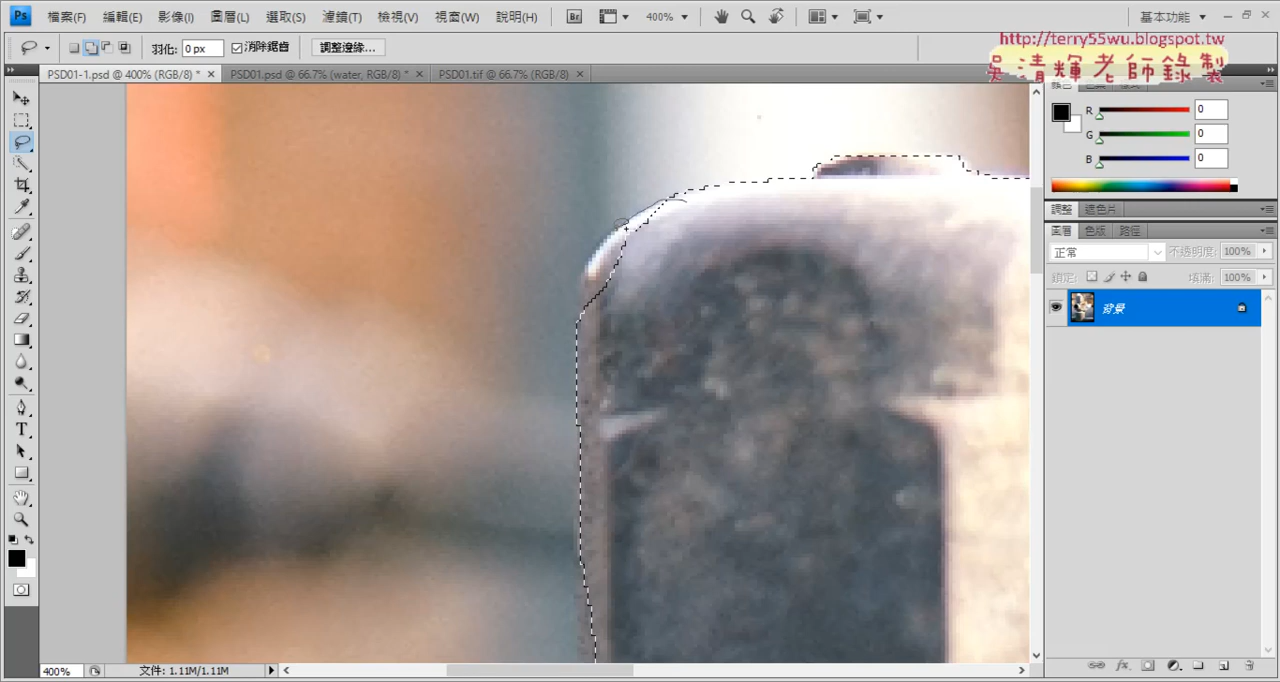 Ps 檔案(F) 編輯(E) 影像(I) 圖層(L) 選取(S) 濾鏡(T) 檢視(V) 視窗(W) 說明(H) Br 400% 基本功能
羽化: 0 px 消除鋸齒 調整邊緣...
http://terry55wu.blogspot.tw
吳清輝老師錄製
PSD01-1.psd @ 400% (RGB/8) * PSD01.psd @ 66.7% (water, RGB/8) * PSD01.tif @ 66.7% (RGB/8)
R 0
G 0
B 0
調整 遮色片
圖層 色版 路徑
正常 不透明度: 100%
鎖定: 填滿: 100%
背景
T
400% 文件: 1.11M/1.11M
fx